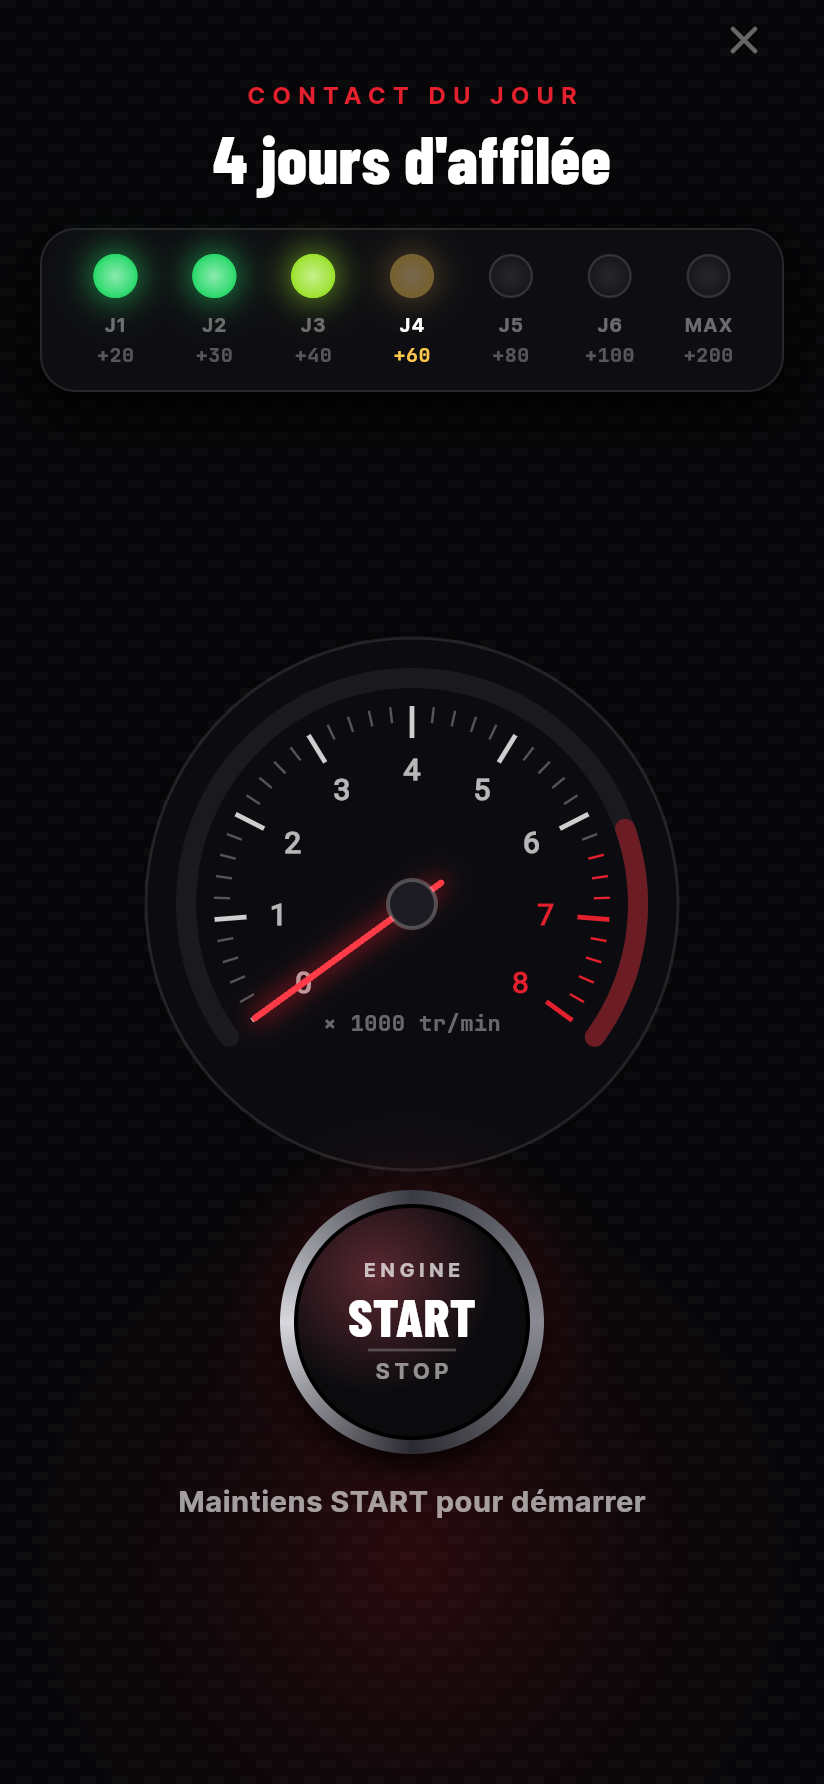 CONTACT DU JOUR
4 jours d'affilée
J1 J2 J3 J4 J5 J6 MAX
+20 +30 +40 +60 +80 +100 +200
4
3 5
2 6
1 7
0 8
× 1000 tr/min
ENGINE
START
STOP
Maintiens START pour démarrer